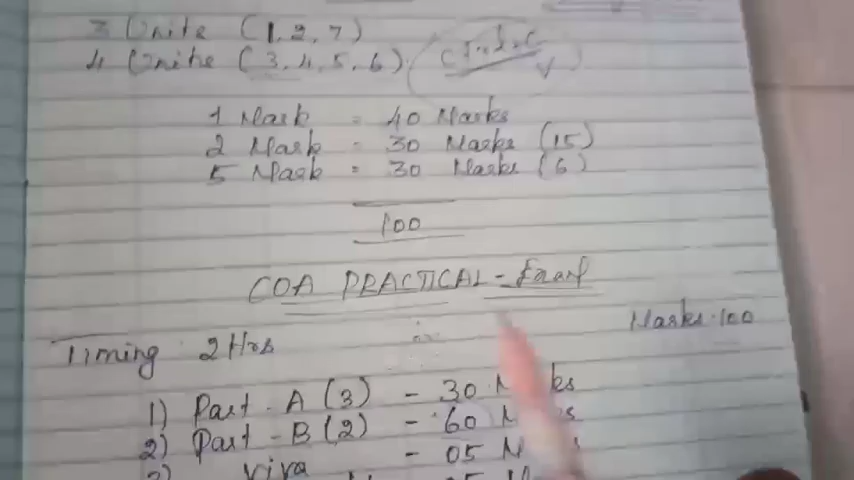 3 Units (1, 2, 7)
4 Units (3, 4, 5, 6)
1 Mark = 40 Marks
2 Mark = 30 Marks (15)
5 Mark = 30 Marks (6)
100
COA PRACTICAL - Exam
Timing 2 Hrs
Marks 100
1) Part - A (3) - 30 Marks
2) Part - B (2) - 60 Marks
viva - 05